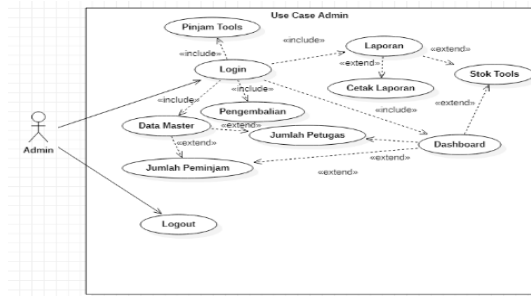 Use Case Admin
Pinjam Tools
«include»
«include»
Laporan
«extend»
Login
«extend»
Stok Tools
«include»
«include»
Cetak Laporan
Pengembalian
«include»
«extend»
Data Master
«extend»
Jumlah Petugas
Admin
«extend»
Dashboard
Jumlah Peminjam
«extend»
«extend»
Logout